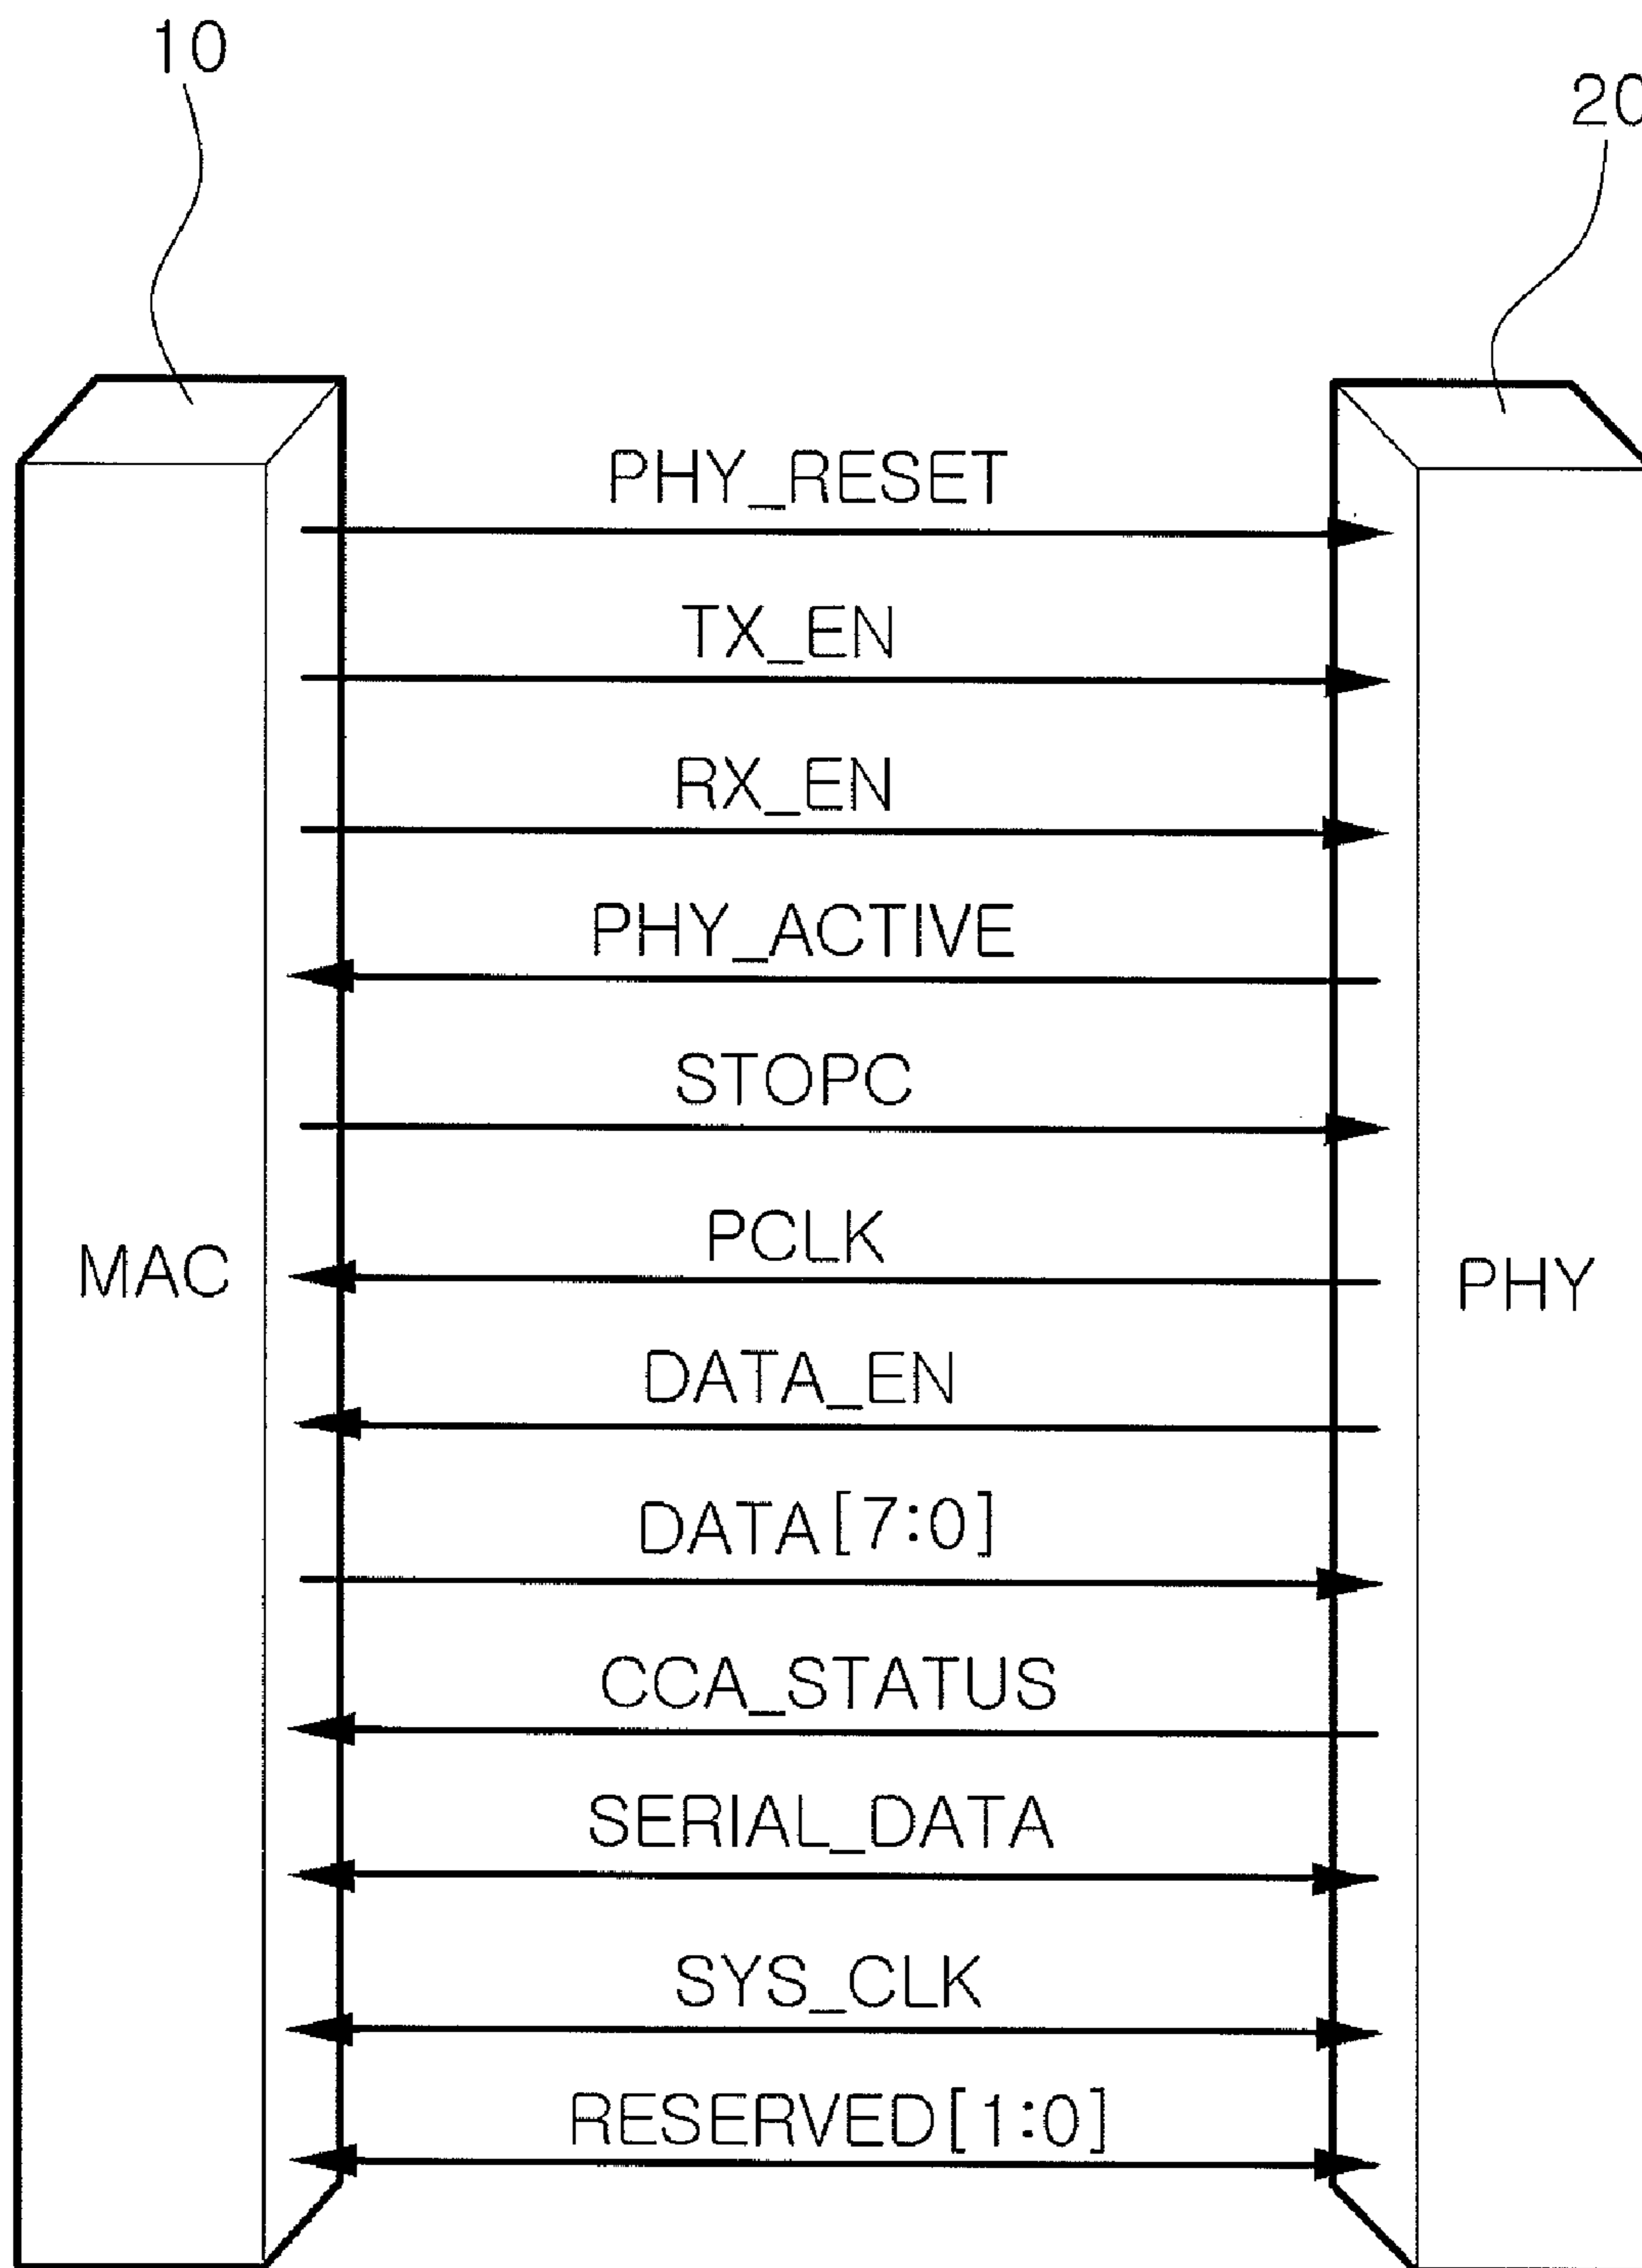 10
20
PHY_RESET
TX_EN
RX_EN
PHY_ACTIVE
STOPC
PCLK
MAC
PHY
DATA_EN
DATA[7:0]
CCA_STATUS
SERIAL_DATA
SYS_CLK
RESERVED[1:0]